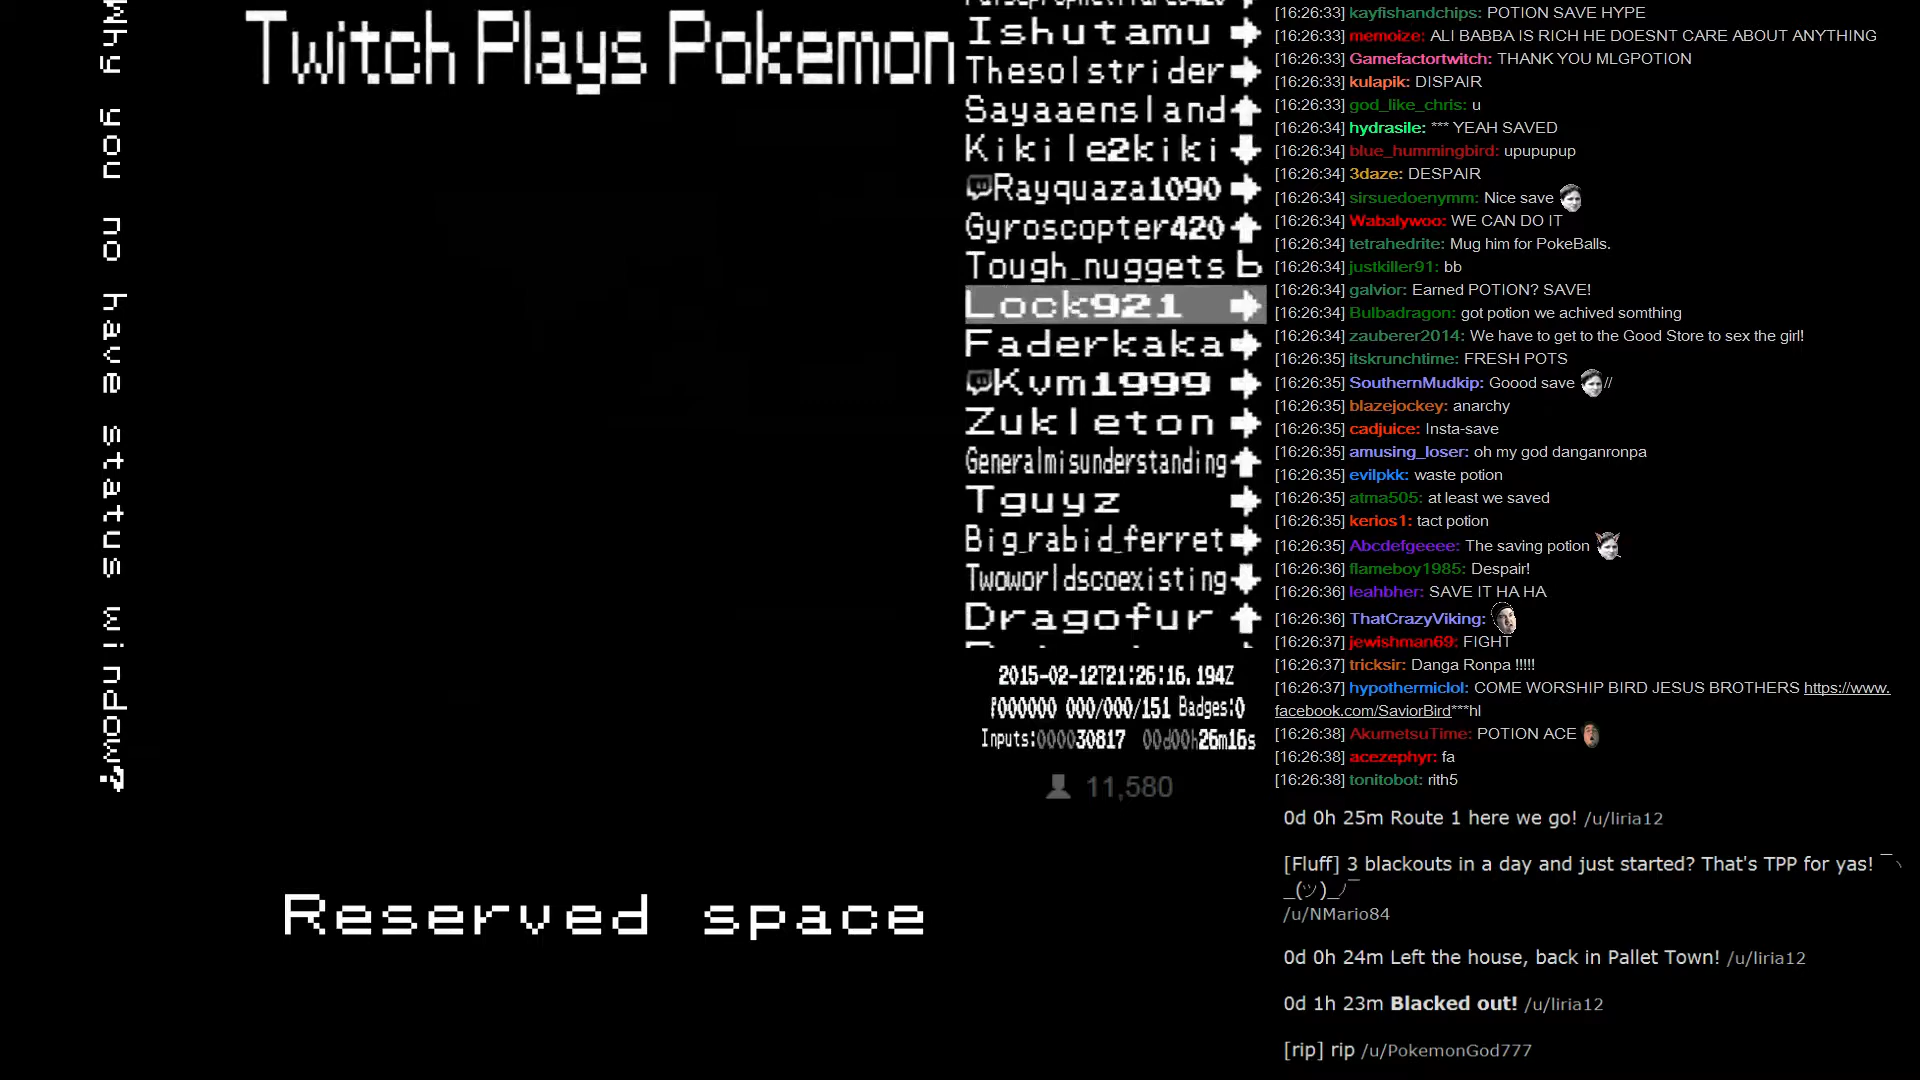 Why you no have status window?
Twitch Plays Pokemon
Ishutamu
Thesolstrider
Sayaaensland
Kikile2kiki
Rayquaza1090
Gyroscopter420
Tough_nuggets b
Lock921
Faderkaka
Kvm1999
Zukleton
Generalmisunderstanding
Tguyz
Big_rabid_ferret
Twoworldscoexisting
Dragofur
2015-02-12T21:26:16.194Z
₽000000 000/000/151 Badges:0
Inputs:000030817 00d00h26m16s
11,580
Reserved space
[16:26:33] kayfishandchips: POTION SAVE HYPE
[16:26:33] memoize: ALI BABBA IS RICH HE DOESNT CARE ABOUT ANYTHING
[16:26:33] Gamefactortwitch: THANK YOU MLGPOTION
[16:26:33] kulapik: DISPAIR
[16:26:33] god_like_chris: u
[16:26:34] hydrasile: *** YEAH SAVED
[16:26:34] blue_hummingbird: upupupup
[16:26:34] 3daze: DESPAIR
[16:26:34] sirsuedoenymm: Nice save
[16:26:34] Wabalywoo: WE CAN DO IT
[16:26:34] tetrahedrite: Mug him for PokeBalls.
[16:26:34] justkiller91: bb
[16:26:34] galvior: Earned POTION? SAVE!
[16:26:34] Bulbadragon: got potion we achived somthing
[16:26:34] zauberer2014: We have to get to the Good Store to sex the girl!
[16:26:35] itskrunchtime: FRESH POTS
[16:26:35] SouthernMudkip: Goood save //
[16:26:35] blazejockey: anarchy
[16:26:35] cadjuice: Insta-save
[16:26:35] amusing_loser: oh my god danganronpa
[16:26:35] evilpkk: waste potion
[16:26:35] atma505: at least we saved
[16:26:35] kerios1: tact potion
[16:26:35] Abcdefgeeee: The saving potion
[16:26:36] flameboy1985: Despair!
[16:26:36] leahbher: SAVE IT HA HA
[16:26:36] ThatCrazyViking:
[16:26:37] jewishman69: FIGHT
[16:26:37] tricksir: Danga Ronpa !!!!!
[16:26:37] hypothermiclol: COME WORSHIP BIRD JESUS BROTHERS https://www.
facebook.com/SaviorBird***hl
[16:26:38] AkumetsuTime: POTION ACE
[16:26:38] acezephyr: fa
[16:26:38] tonitobot: rith5
0d 0h 25m Route 1 here we go! /u/liria12
[Fluff] 3 blackouts in a day and just started? That's TPP for yas! ¯ヽ
_(ツ)_ノ¯
/u/NMario84
0d 0h 24m Left the house, back in Pallet Town! /u/liria12
0d 1h 23m Blacked out! /u/liria12
[rip] rip /u/PokemonGod777